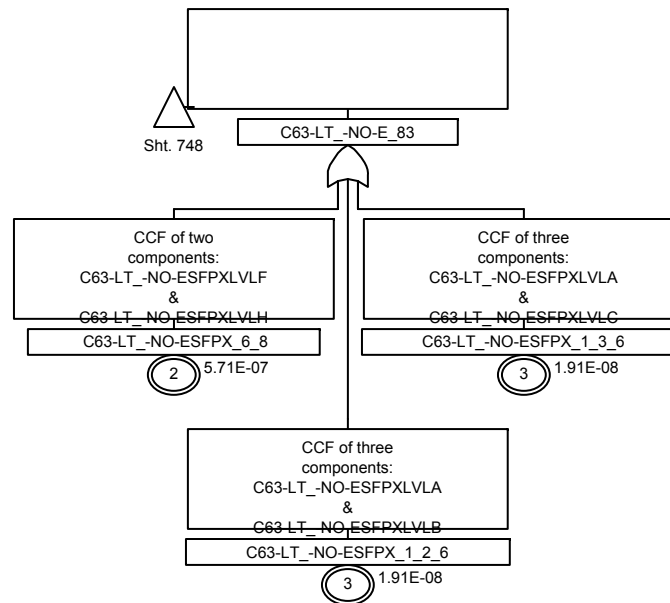 Sht. 748
C63-LT_-NO-E_83
CCF of two
components:
C63-LT_-NO-ESFPXLVLF
&
C63-LT_-NO-ESFPXLVLH
C63-LT_-NO-ESFPX_6_8
2
5.71E-07
CCF of three
components:
C63-LT_-NO-ESFPXLVLA
&
C63-LT_-NO-ESFPXLVLC
C63-LT_-NO-ESFPX_1_3_6
3
1.91E-08
CCF of three
components:
C63-LT_-NO-ESFPXLVLA
&
C63-LT_-NO-ESFPXLVLB
C63-LT_-NO-ESFPX_1_2_6
3
1.91E-08